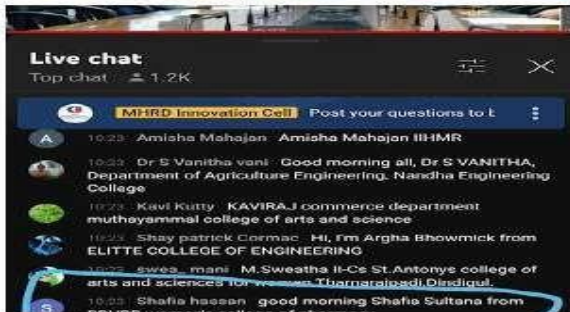 Live chat
Top chat 1.2K
MHRD Innovation Cell Post your questions to t
A 10:23 Amisha Mahajan Amisha Mahajan IIHMR
10:23 Dr S Vanitha vani Good morning all, Dr S VANITHA,
Department of Agriculture Engineering, Nandha Engineering
College
10:23 Kavi Kutty KAVIRAJ commerce department
muthayammal college of arts and science
10:23 Shay patrick Cormac Hi, I'm Argha Bhowmick from
ELITTE COLLEGE OF ENGINEERING
10:23 swea_mani M.Sweatha II-Cs St.Antonys college of
arts and sciences for women Thamaraipadi,Dindigul.
S 10:23 Shafia hassan good morning Shafia Sultana from